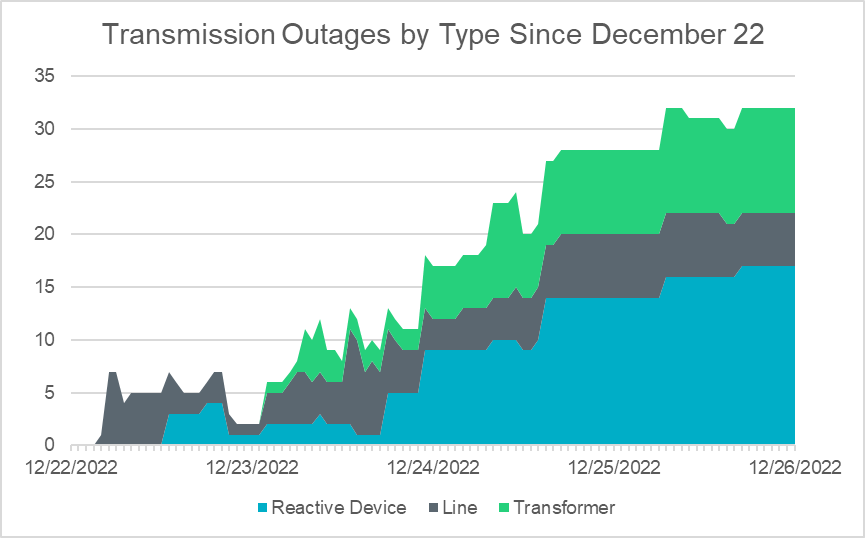 Transmission Outages by Type Since December 22
35
30
25
20
15
10
5
0
12/22/2022 12/23/2022 12/24/2022 12/25/2022 12/26/2022
Reactive Device Line Transformer